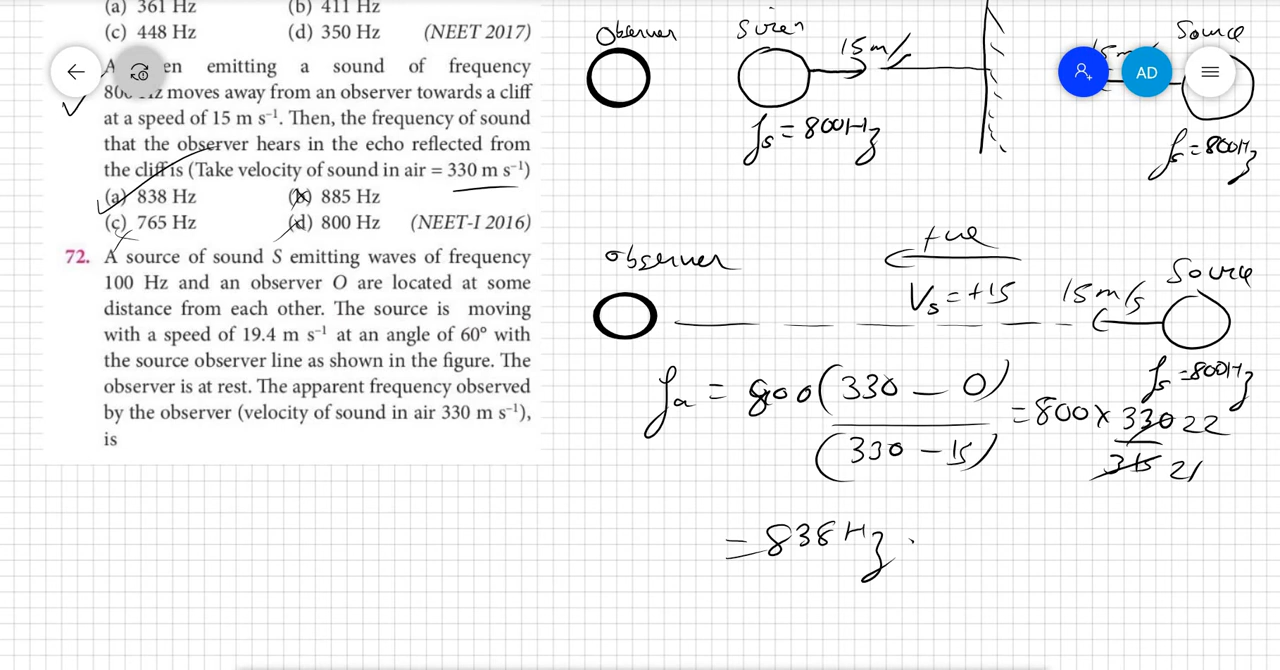 (a) 361 Hz (b) 411 Hz
(c) 448 Hz (d) 350 Hz (NEET 2017)
en emitting a sound of frequency
moves away from an observer towards a cliff
at a speed of 15 m s⁻¹. Then, the frequency of sound
that the observer hears in the echo reflected from
the cliff is (Take velocity of sound in air = 330 m s⁻¹)
(a) 838 Hz (b) 885 Hz
(c) 765 Hz (d) 800 Hz (NEET-I 2016)
72. A source of sound S emitting waves of frequency
100 Hz and an observer O are located at some
distance from each other. The source is moving
with a speed of 19.4 m s⁻¹ at an angle of 60° with
the source observer line as shown in the figure. The
observer is at rest. The apparent frequency observed
by the observer (velocity of sound in air 330 m s⁻¹),
is
Observer Siren Source
15 m/s
AD
fs = 800Hz
fs = 800Hz
observer +ve Source
Vs = +15 15m/s
fs = 800Hz
fa = 800 (330 - 0) = 800 × 330 22
(330 - 15) 315 21
= 838 Hz.